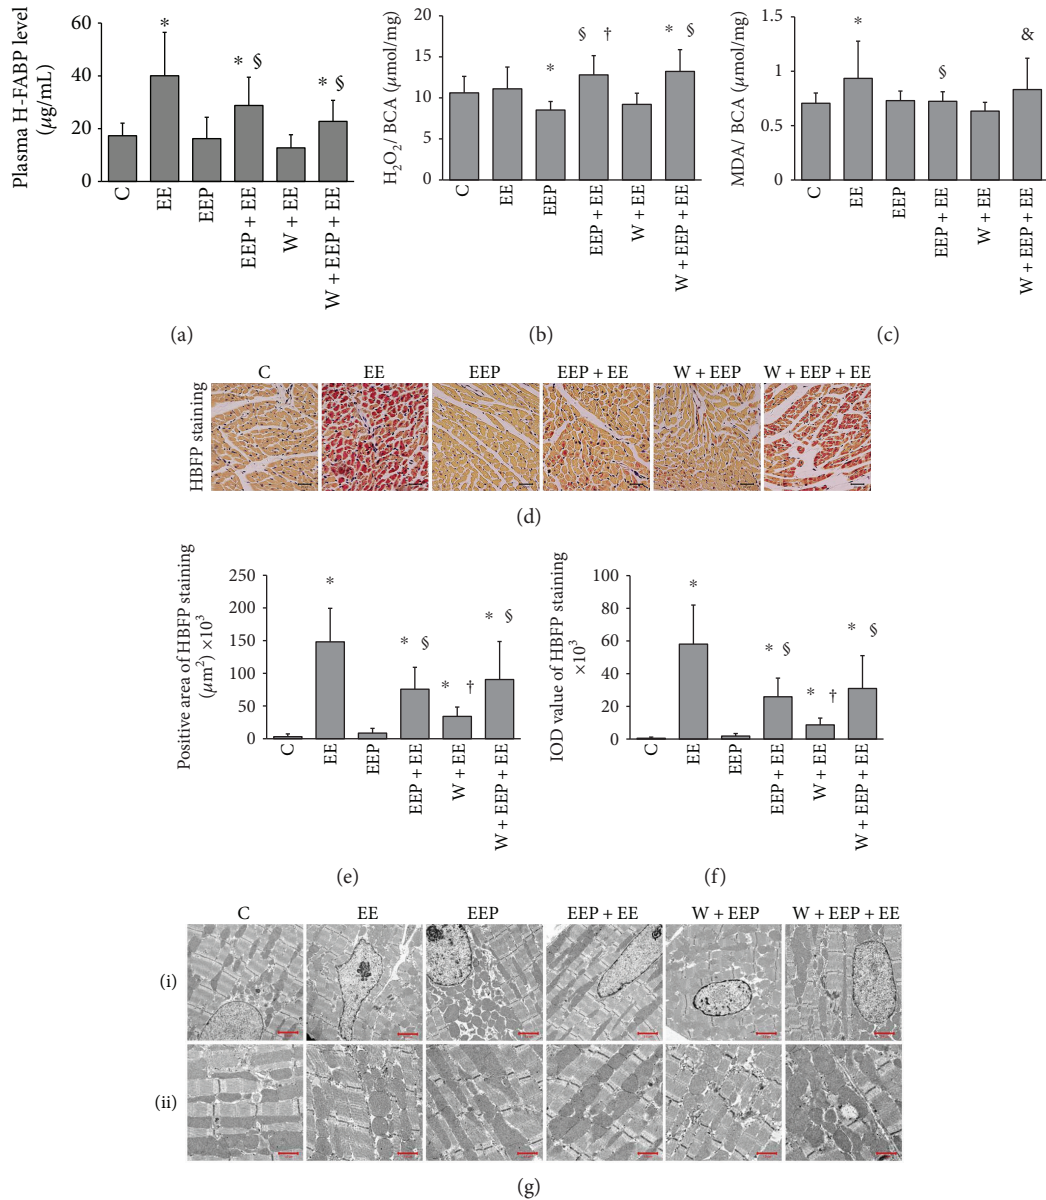 Plasma H-FABP level
(μg/mL)
60
40
20
0
*
* §
* §
C
EE
EEP
EEP + EE
W + EE
W + EEP + EE
(a)
H₂O₂/ BCA (μmol/mg)
20
15
10
5
0
*
§ †
* §
C
EE
EEP
EEP + EE
W + EE
W + EEP + EE
(b)
MDA/ BCA (μmol/mg)
1.5
1
0.5
0
*
§
&
C
EE
EEP
EEP + EE
W + EE
W + EEP + EE
(c)
HBFP staining
C EE EEP EEP + EE W + EEP W + EEP + EE
(d)
Positive area of HBFP staining
(μm²) ×10³
250
200
150
100
50
0
*
* §
* †
* §
C
EE
EEP
EEP + EE
W + EE
W + EEP + EE
(e)
IOD value of HBFP staining
×10³
100
80
60
40
20
0
*
* §
* †
* §
C
EE
EEP
EEP + EE
W + EE
W + EEP + EE
(f)
C EE EEP EEP + EE W + EEP W + EEP + EE
(i)
(ii)
(g)